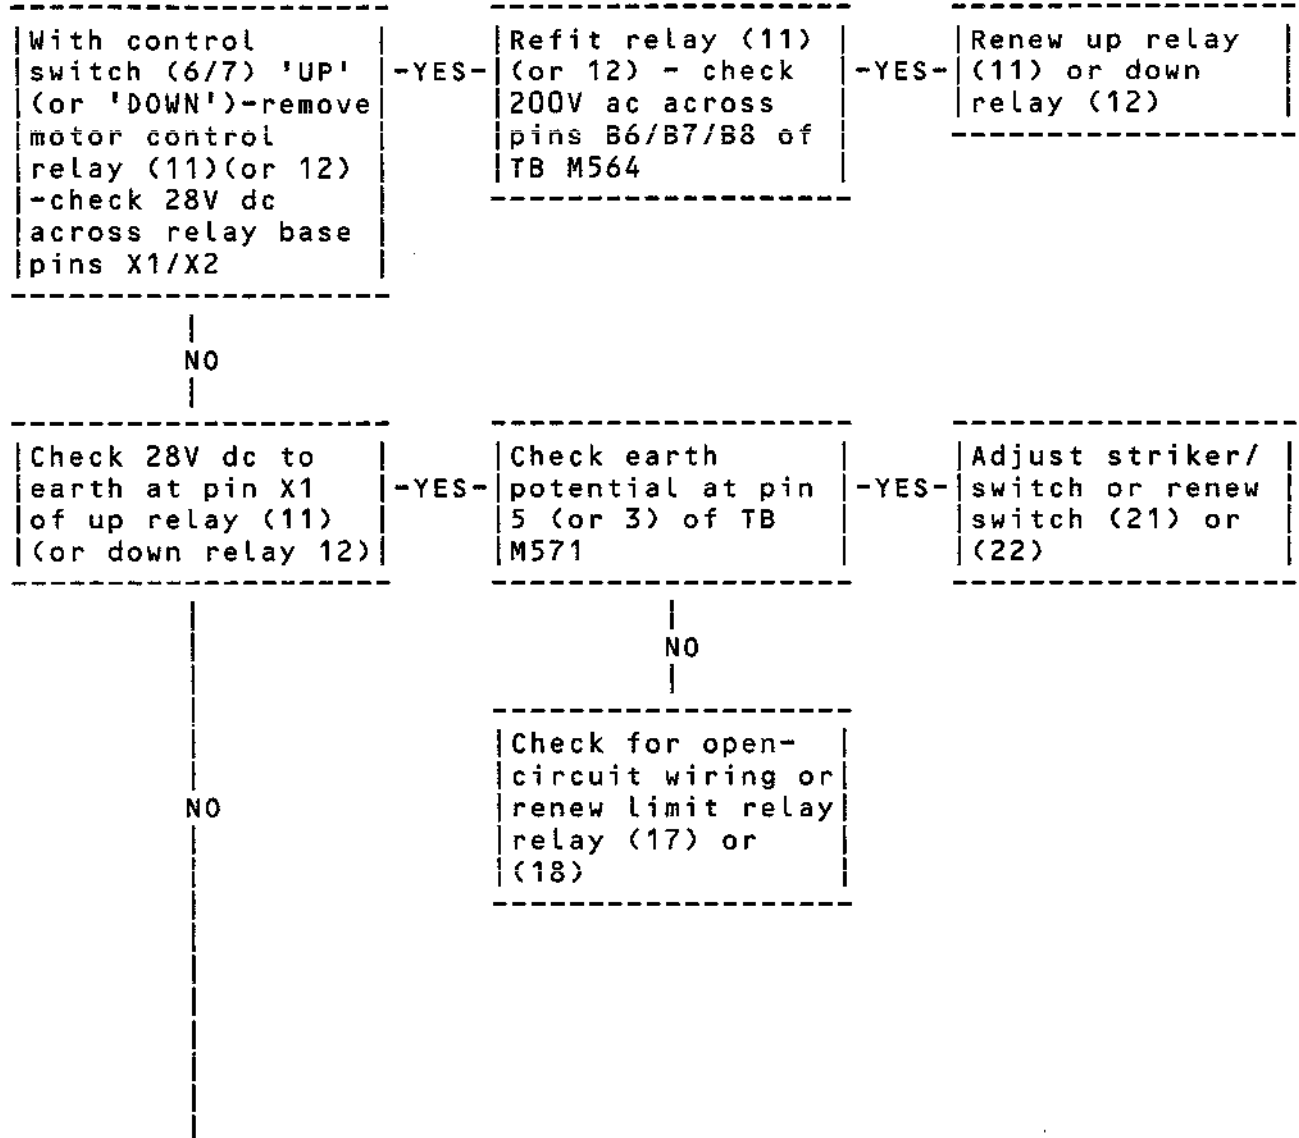 With control
switch (6/7) 'UP'
(or 'DOWN')-remove
motor control
relay (11)(or 12)
-check 28V dc
across relay base
pins X1/X2
-YES-
Refit relay (11)
(or 12) - check
200V ac across
pins B6/B7/B8 of
TB M564
-YES-
Renew up relay
(11) or down
relay (12)
NO
Check 28V dc to
earth at pin X1
of up relay (11)
(or down relay 12)
-YES-
Check earth
potential at pin
5 (or 3) of TB
M571
-YES-
Adjust striker/
switch or renew
switch (21) or
(22)
NO
Check for open-
circuit wiring or
renew limit relay
relay (17) or
(18)
NO